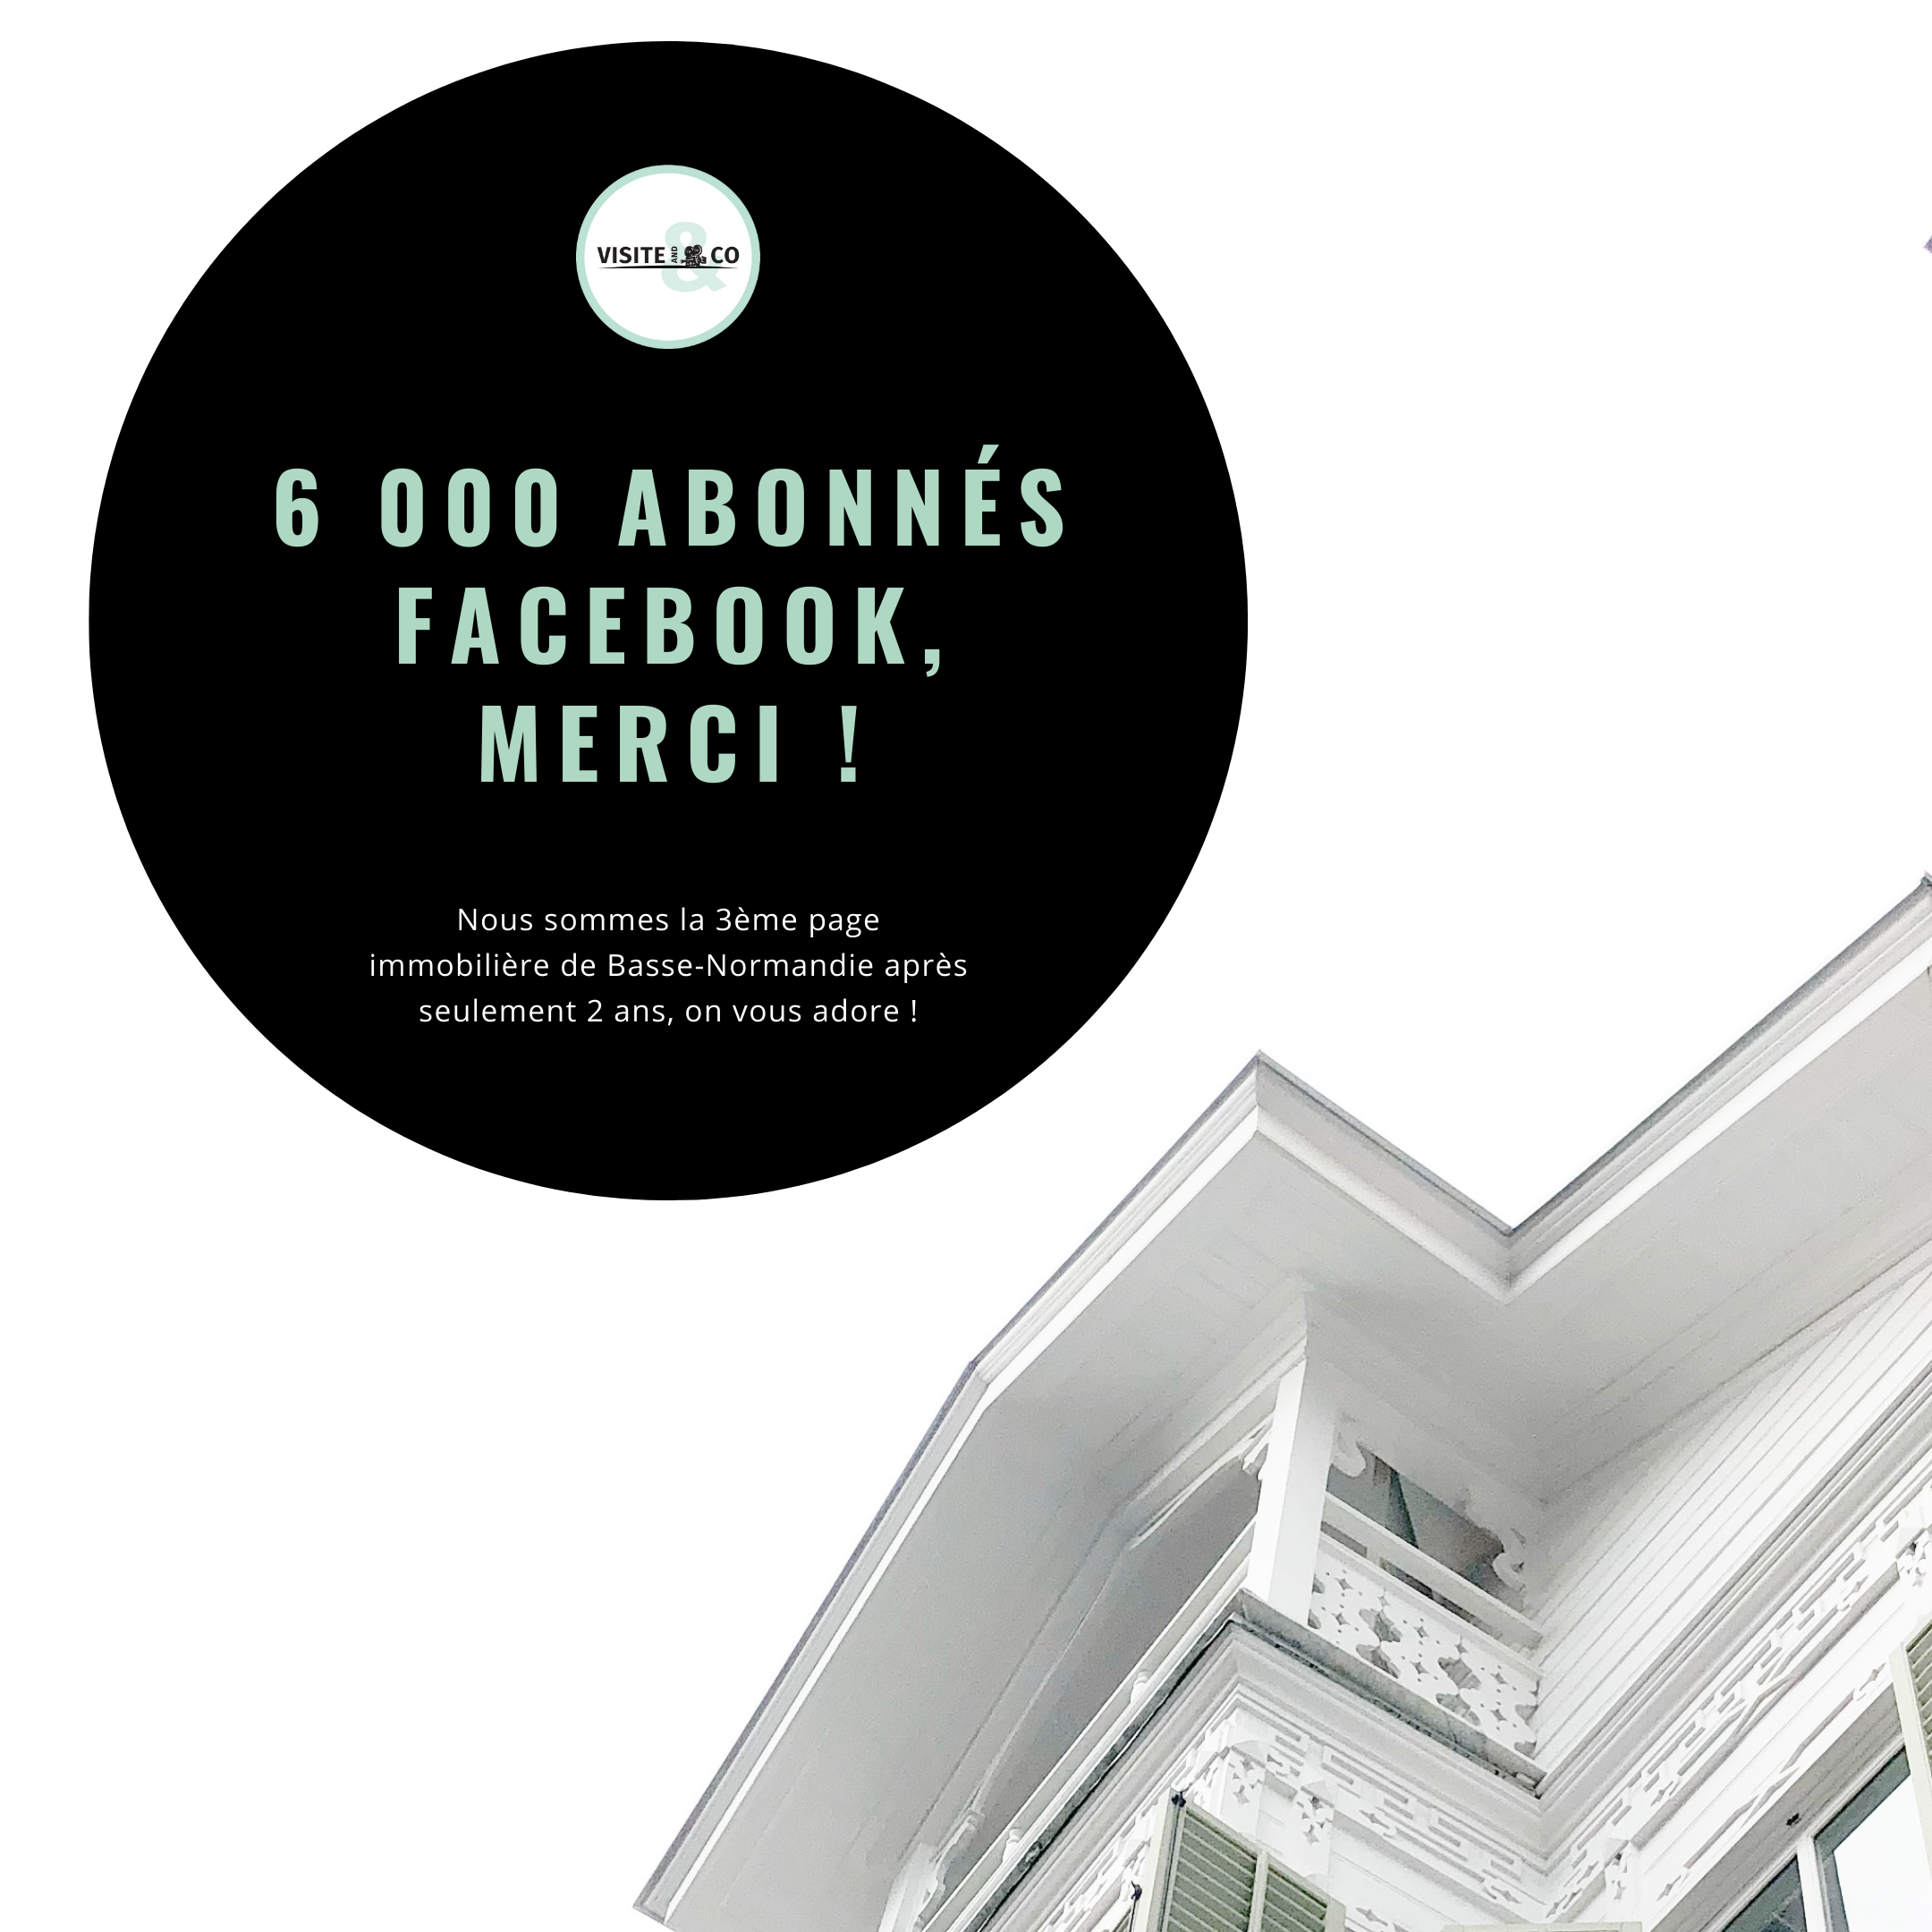 VISITE AND CO
6 000 ABONNÉS
FACEBOOK,
MERCI !
Nous sommes la 3ème page
immobilière de Basse-Normandie après
seulement 2 ans, on vous adore !